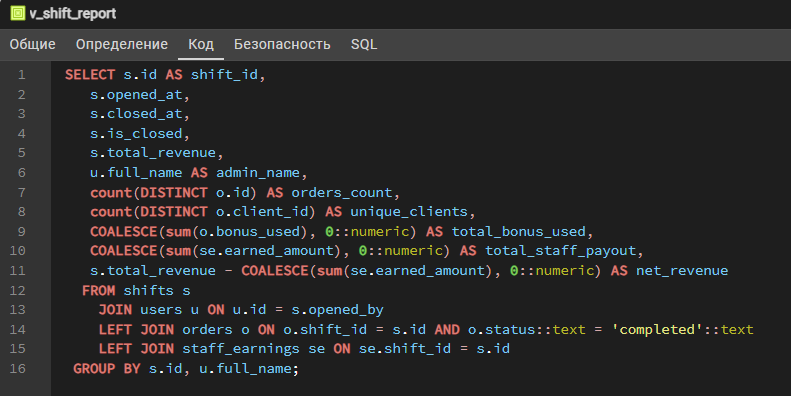 v_shift_report
Общие Определение Код Безопасность SQL
1 SELECT s.id AS shift_id,
2 s.opened_at,
3 s.closed_at,
4 s.is_closed,
5 s.total_revenue,
6 u.full_name AS admin_name,
7 count(DISTINCT o.id) AS orders_count,
8 count(DISTINCT o.client_id) AS unique_clients,
9 COALESCE(sum(o.bonus_used), 0::numeric) AS total_bonus_used,
10 COALESCE(sum(se.earned_amount), 0::numeric) AS total_staff_payout,
11 s.total_revenue - COALESCE(sum(se.earned_amount), 0::numeric) AS net_revenue
12 FROM shifts s
13 JOIN users u ON u.id = s.opened_by
14 LEFT JOIN orders o ON o.shift_id = s.id AND o.status::text = 'completed'::text
15 LEFT JOIN staff_earnings se ON se.shift_id = s.id
16 GROUP BY s.id, u.full_name;